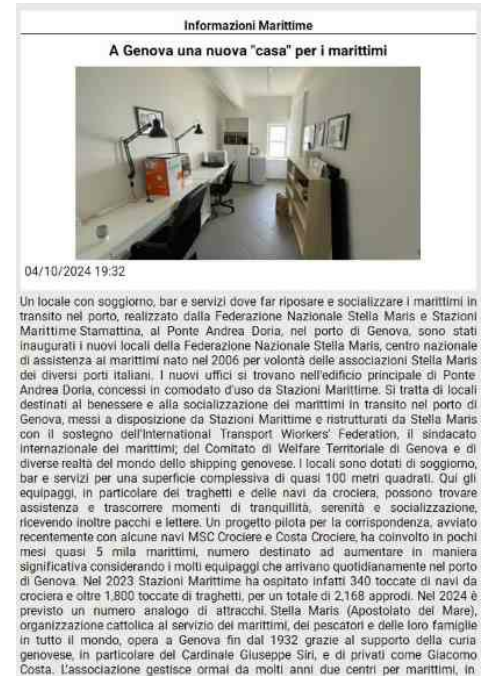 Informazioni Marittime
A Genova una nuova "casa" per i marittimi
04/10/2024 19:32
Un locale con soggiorno, bar e servizi dove far riposare e socializzare i marittimi in
transito nel porto, realizzato dalla Federazione Nazionale Stella Maris e Stazioni
Marittime Stamattina, al Ponte Andrea Doria, nel porto di Genova, sono stati
inaugurati i nuovi locali della Federazione Nazionale Stella Maris, centro nazionale
di assistenza ai marittimi nato nel 2006 per volontà delle associazioni Stella Maris
dei diversi porti italiani. I nuovi uffici si trovano nell'edificio principale di Ponte
Andrea Doria, concessi in comodato d'uso da Stazioni Marittime. Si tratta di locali
destinati al benessere e alla socializzazione dei marittimi in transito nel porto di
Genova, messi a disposizione da Stazioni Marittime e ristrutturati da Stella Maris
con il sostegno dell'International Transport Workers' Federation, il sindacato
internazionale dei marittimi; del Comitato di Welfare Territoriale di Genova e di
diverse realtà del mondo dello shipping genovese. I locali sono dotati di soggiorno,
bar e servizi per una superficie complessiva di quasi 100 metri quadrati. Qui gli
equipaggi, in particolare dei traghetti e delle navi da crociera, possono trovare
assistenza e trascorrere momenti di tranquillità, serenità e socializzazione,
ricevendo inoltre pacchi e lettere. Un progetto pilota per la corrispondenza, avviato
recentemente con alcune navi MSC Crociere e Costa Crociere, ha coinvolto in pochi
mesi quasi 5 mila marittimi, numero destinato ad aumentare in maniera
significativa considerando i molti equipaggi che arrivano quotidianamente nel porto
di Genova. Nel 2023 Stazioni Marittime ha ospitato infatti 340 toccate di navi da
crociera e oltre 1,800 toccate di traghetti, per un totale di 2,168 approdi. Nel 2024 è
previsto un numero analogo di attracchi. Stella Maris (Apostolato del Mare),
organizzazione cattolica al servizio dei marittimi, dei pescatori e delle loro famiglie
in tutto il mondo, opera a Genova fin dal 1932 grazie al supporto della curia
genovese, in particolare del Cardinale Giuseppe Siri, e di privati come Giacomo
Costa. L'associazione gestisce ormai da molti anni due centri per marittimi, in